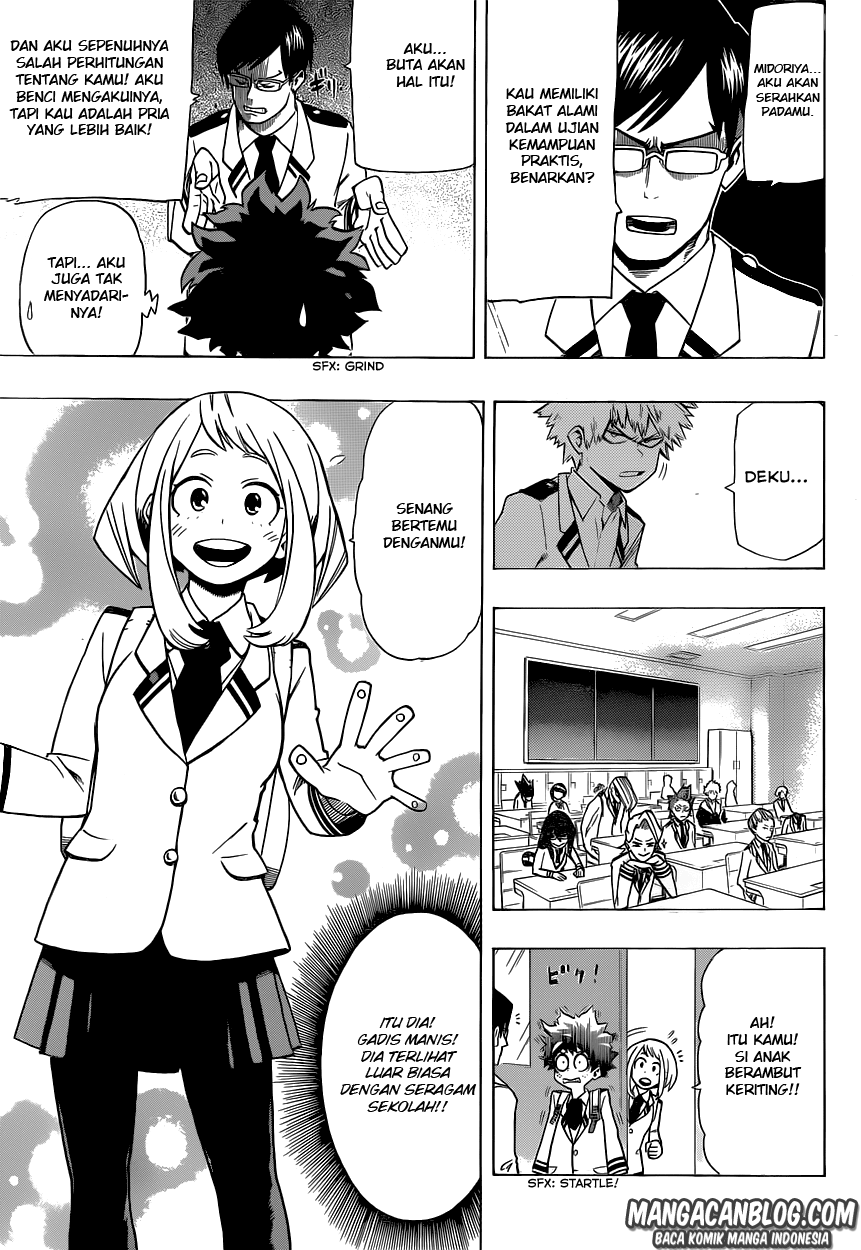 MIDORIYA...
AKU AKAN
SERAHKAN
PADAMU.
KAU MEMILIKI
BAKAT ALAMI
DALAM UJIAN
KEMAMPUAN
PRAKTIS,
BENARKAN?
AKU...
BUTA AKAN
HAL ITU!
DAN AKU SEPENUHNYA
SALAH PERHITUNGAN
TENTANG KAMU! AKU
BENCI MENGAKUINYA,
TAPI KAU ADALAH PRIA
YANG LEBIH BAIK!
TAPI... AKU
JUGA TAK
MENYADARI-
NYA!
SFX: GRIND
DEKU...
AH!
ITU KAMU!
SI ANAK
BERAMBUT
KERITING!!
ビクッ!
SFX: STARTLE!
SENANG
BERTEMU
DENGANMU!
ITU DIA!
GADIS MANIS!
DIA TERLIHAT
LUAR BIASA
DENGAN SERAGAM
SEKOLAH!!
MANGACANBLOG.COM
BACA KOMIK MANGA INDONESIA